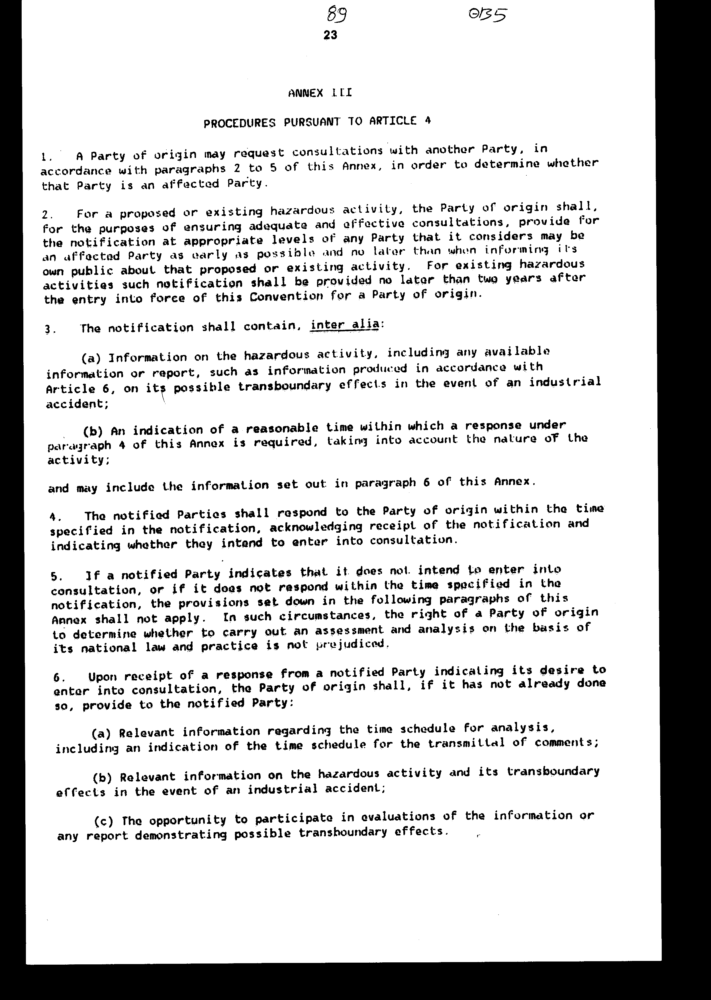 89
23
ANNEX III
PROCEDURES PURSUANT TO ARTICLE 4
1. A Party of origin may request consultations with another Party, in
accordance with paragraphs 2 to 5 of this Annex, in order to determine whether
that Party is an affected Party.
2. For a proposed or existing hazardous activity, the Party of origin shall,
for the purposes of ensuring adequate and effective consultations, provide for
the notification at appropriate levels of any Party that it considers may be
an affected Party as early as possible and no later than when informing its
own public about that proposed or existing activity. For existing hazardous
activities such notification shall be provided no later than two years after
the entry into force of this Convention for a Party of origin.
3. The notification shall contain, inter alia:
(a) Information on the hazardous activity, including any available
information or report, such as information produced in accordance with
Article 6, on its possible transboundary effects in the event of an industrial
accident;
(b) An indication of a reasonable time within which a response under
paragraph 4 of this Annex is required, taking into account the nature of the
activity;
and may include the information set out in paragraph 6 of this Annex.
4. The notified Parties shall respond to the Party of origin within the time
specified in the notification, acknowledging receipt of the notification and
indicating whether they intend to enter into consultation.
5. If a notified Party indicates that it does not intend to enter into
consultation, or if it does not respond within the time specified in the
notification, the provisions set down in the following paragraphs of this
Annex shall not apply. In such circumstances, the right of a Party of origin
to determine whether to carry out an assessment and analysis on the basis of
its national law and practice is not prejudiced.
6. Upon receipt of a response from a notified Party indicating its desire to
enter into consultation, the Party of origin shall, if it has not already done
so, provide to the notified Party:
(a) Relevant information regarding the time schedule for analysis,
including an indication of the time schedule for the transmittal of comments;
(b) Relevant information on the hazardous activity and its transboundary
effects in the event of an industrial accident;
(c) The opportunity to participate in evaluations of the information or
any report demonstrating possible transboundary effects.